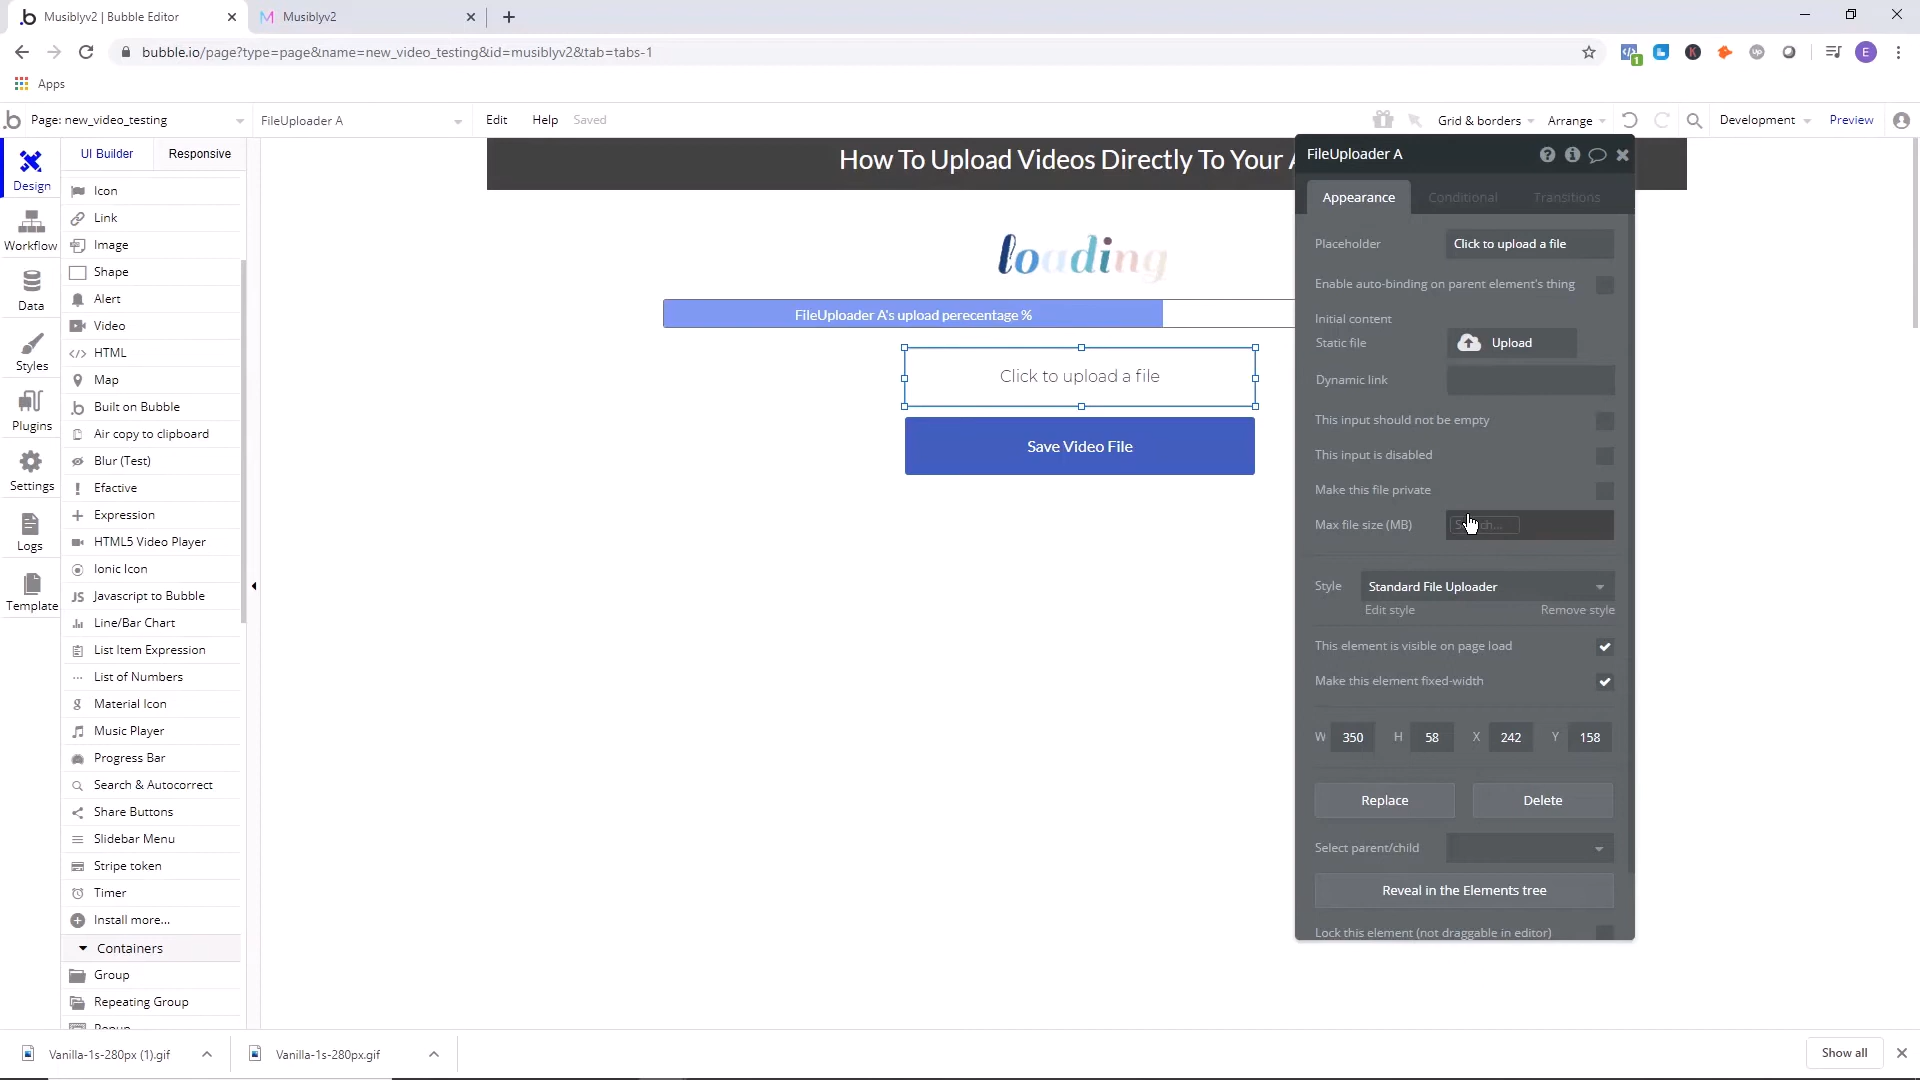 Musiblyv2 | Bubble Editor
Musiblyv2
bubble.io/page?type=page&name=new_video_testing&id=musiblyv2&tab=tabs-1
1
E
Apps
Page: new_video_testing
FileUploader A
Edit
Help
Saved
Grid & borders
Arrange
Development
Preview
UI Builder
Responsive
Design
Workflow
Data
Styles
Plugins
Settings
Logs
Template
Icon
Link
Image
Shape
Alert
Video
HTML
Map
Built on Bubble
Air copy to clipboard
Blur (Test)
Efactive
Expression
HTML5 Video Player
Ionic Icon
Javascript to Bubble
Line/Bar Chart
List Item Expression
List of Numbers
Material Icon
Music Player
Progress Bar
Search & Autocorrect
Share Buttons
Slidebar Menu
Stripe token
Timer
Install more...
Containers
Group
Repeating Group
Popup
How To Upload Videos Directly To Your A
loading
FileUploader A's upload perecentage %
Click to upload a file
Save Video File
FileUploader A
Appearance
Conditional
Transitions
Placeholder
Click to upload a file
Enable auto-binding on parent element's thing
Initial content
Static file
Upload
Dynamic link
This input should not be empty
This input is disabled
Make this file private
Max file size (MB)
Style
Standard File Uploader
Edit style
Remove style
This element is visible on page load
Make this element fixed-width
W 350 H 58 X 242 Y 158
Replace
Delete
Select parent/child
Reveal in the Elements tree
Lock this element (not draggable in editor)
Vanilla-1s-280px (1).gif
Vanilla-1s-280px.gif
Show all